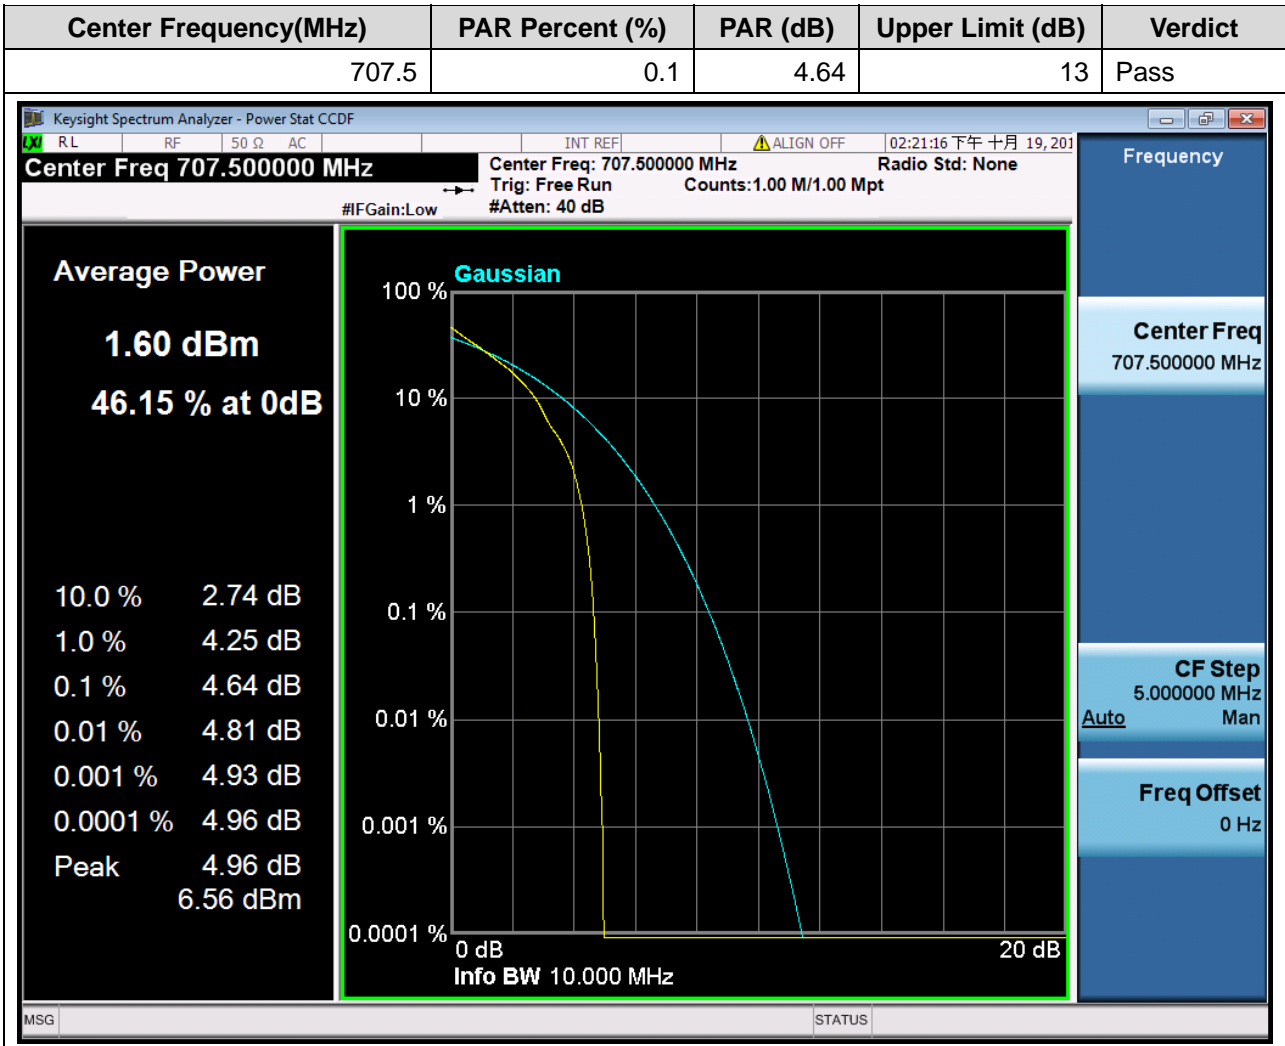 Center Frequency(MHz) PAR Percent (%) PAR (dB) Upper Limit (dB) Verdict
707.5 0.1 4.64 13 Pass
Keysight Spectrum Analyzer - Power Stat CCDF
LXI RL RF 50 Ω AC INT REF ALIGN OFF 02:21:16 下午 十月 19, 201
Center Freq 707.500000 MHz
#IFGain:Low
Center Freq: 707.500000 MHz Radio Std: None
Trig: Free Run Counts:1.00 M/1.00 Mpt
#Atten: 40 dB
Average Power
1.60 dBm
46.15 % at 0dB
10.0 % 2.74 dB
1.0 % 4.25 dB
0.1 % 4.64 dB
0.01 % 4.81 dB
0.001 % 4.93 dB
0.0001 % 4.96 dB
Peak 4.96 dB
6.56 dBm
Gaussian
100 %
10 %
1 %
0.1 %
0.01 %
0.001 %
0.0001 %
0 dB 20 dB
Info BW 10.000 MHz
Frequency
Center Freq
707.500000 MHz
CF Step
5.000000 MHz
Auto Man
Freq Offset
0 Hz
MSG STATUS